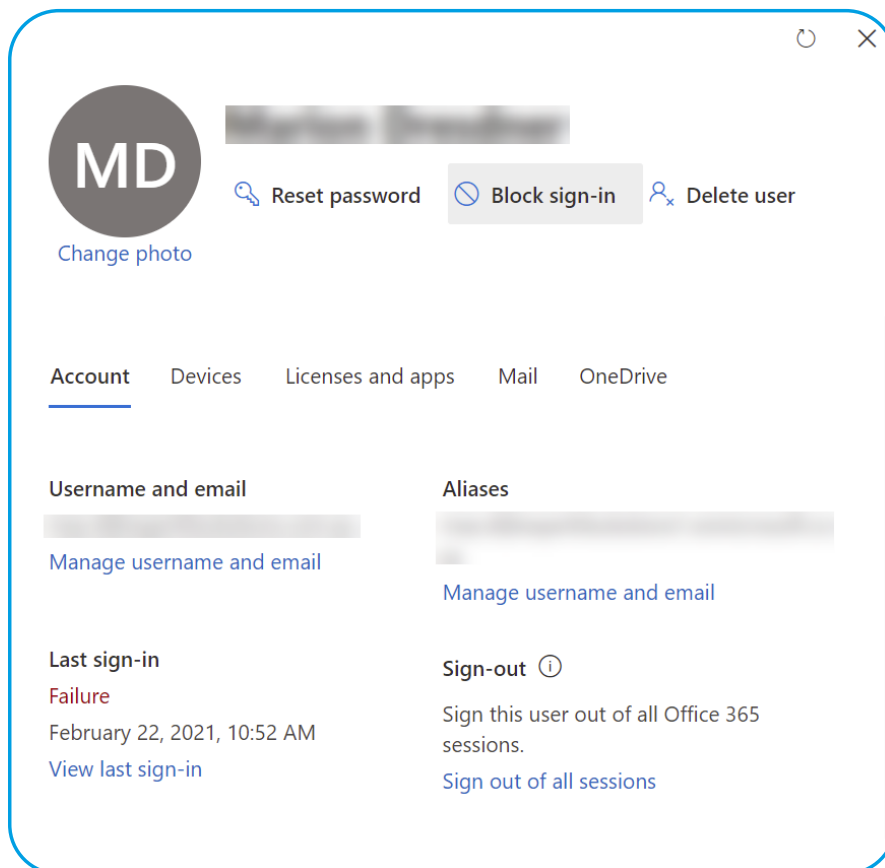 MD
Reset password
Block sign-in
Delete user
Change photo
Account
Devices
Licenses and apps
Mail
OneDrive
Username and email
Manage username and email
Aliases
Manage username and email
Last sign-in
Failure
February 22, 2021, 10:52 AM
View last sign-in
Sign-out
Sign this user out of all Office 365
sessions.
Sign out of all sessions